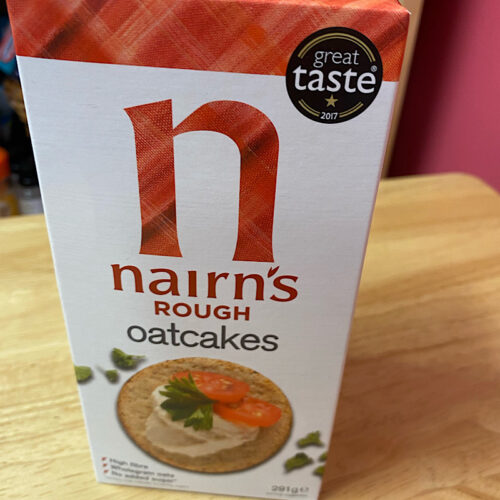 great
taste®
2017
n
nairn's
ROUGH
oatcakes
High fibre
Wholegrain oats
No added sugar*
291g e